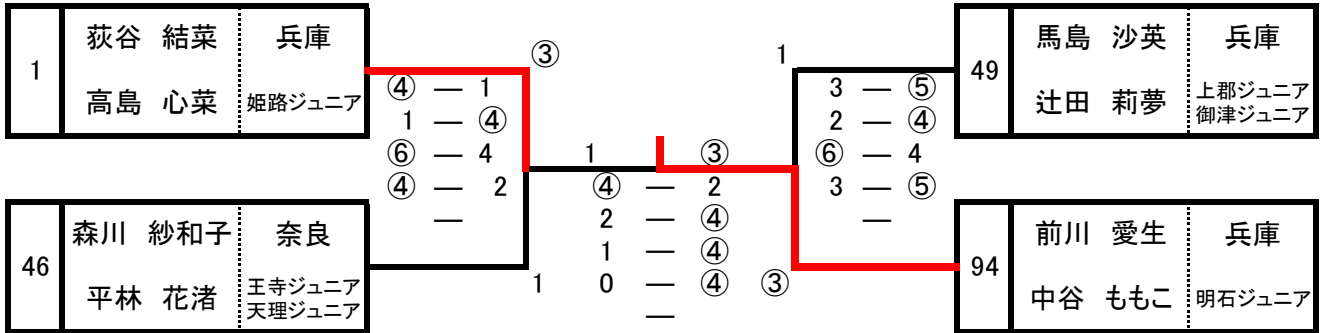 1
荻谷 結菜 兵庫
高島 心菜 姫路ジュニア
③
④ — 1
1 — ④
⑥ — 4
④ — 2
—
46
森川 紗和子 奈良
平林 花渚 王寺ジュニア
天理ジュニア
1
1 ③
④ — 2
2 — ④
1 — ④
0 — ④
—
1
3 — ⑤
2 — ④
⑥ — 4
3 — ⑤
—
③
49
馬島 沙英 兵庫
辻田 莉夢 上郡ジュニア
御津ジュニア
94
前川 愛生 兵庫
中谷 ももこ 明石ジュニア